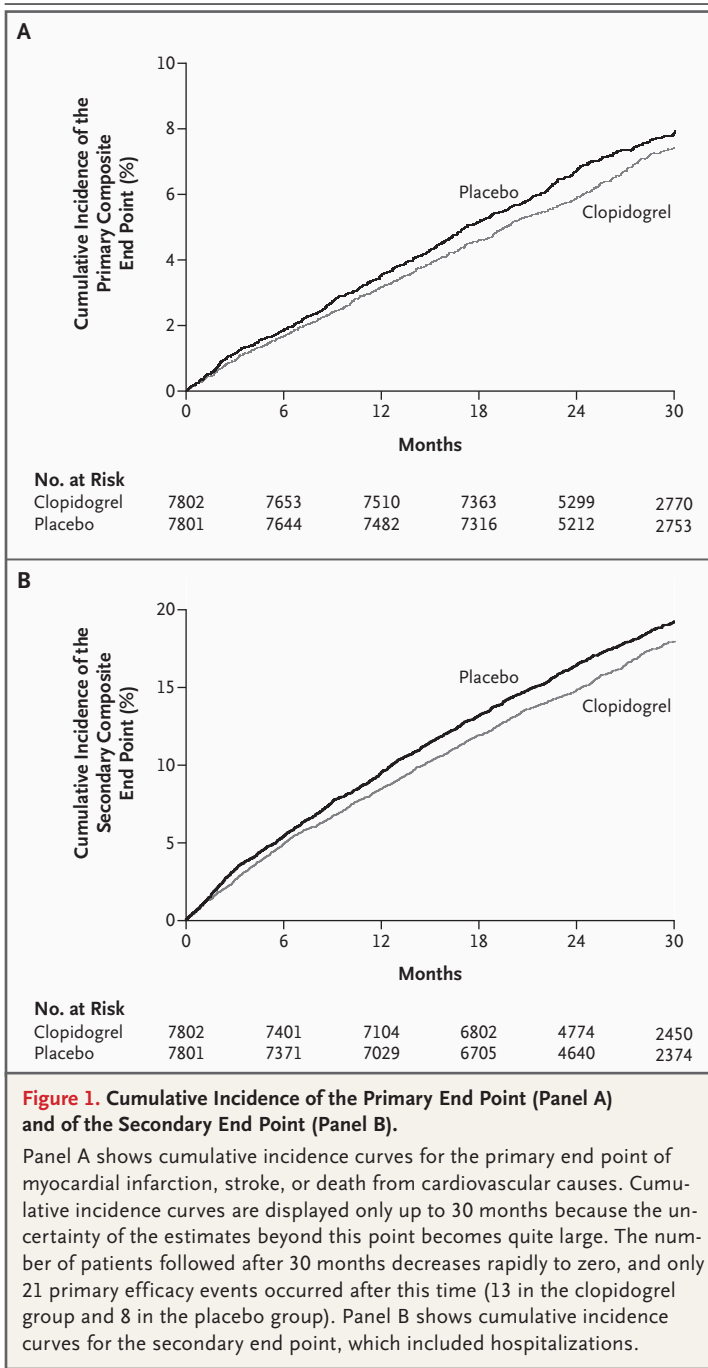 A
Cumulative Incidence of the
Primary Composite
End Point (%)
10
8
6
4
2
0
Placebo
Clopidogrel
0 6 12 18 24 30
Months
No. at Risk
Clopidogrel 7802 7653 7510 7363 5299 2770
Placebo 7801 7644 7482 7316 5212 2753
B
Cumulative Incidence of the
Secondary Composite
End Point (%)
20
15
10
5
0
Placebo
Clopidogrel
0 6 12 18 24 30
Months
No. at Risk
Clopidogrel 7802 7401 7104 6802 4774 2450
Placebo 7801 7371 7029 6705 4640 2374
Figure 1. Cumulative Incidence of the Primary End Point (Panel A)
and of the Secondary End Point (Panel B).
Panel A shows cumulative incidence curves for the primary end point of
myocardial infarction, stroke, or death from cardiovascular causes. Cumu-
lative incidence curves are displayed only up to 30 months because the un-
certainty of the estimates beyond this point becomes quite large. The num-
ber of patients followed after 30 months decreases rapidly to zero, and only
21 primary efficacy events occurred after this time (13 in the clopidogrel
group and 8 in the placebo group). Panel B shows cumulative incidence
curves for the secondary end point, which included hospitalizations.